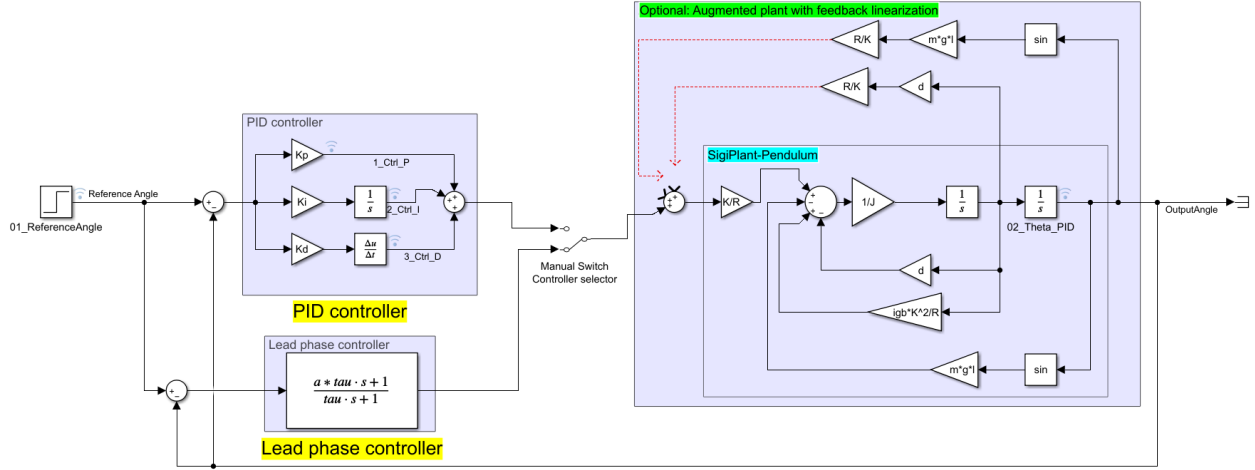 Optional: Augmented plant with feedback linearization
R/K
m*g*l
sin
R/K
d
PID controller
SigiPlant-Pendulum
Kp
1_Ctrl_P
Reference Angle
01_ReferenceAngle
+
−
Ki
1
s
2_Ctrl_I
+
+
+
Kd
Δu
Δt
3_Ctrl_D
PID controller
Manual Switch
Controller selector
+
+
+
K/R
+
+
+
−
1/J
1
s
1
s
02_Theta_PID
OutputAngle
d
igb*K^2/R
m*g*l
sin
Lead phase controller
a * tau · s + 1
tau · s + 1
+
−
Lead phase controller